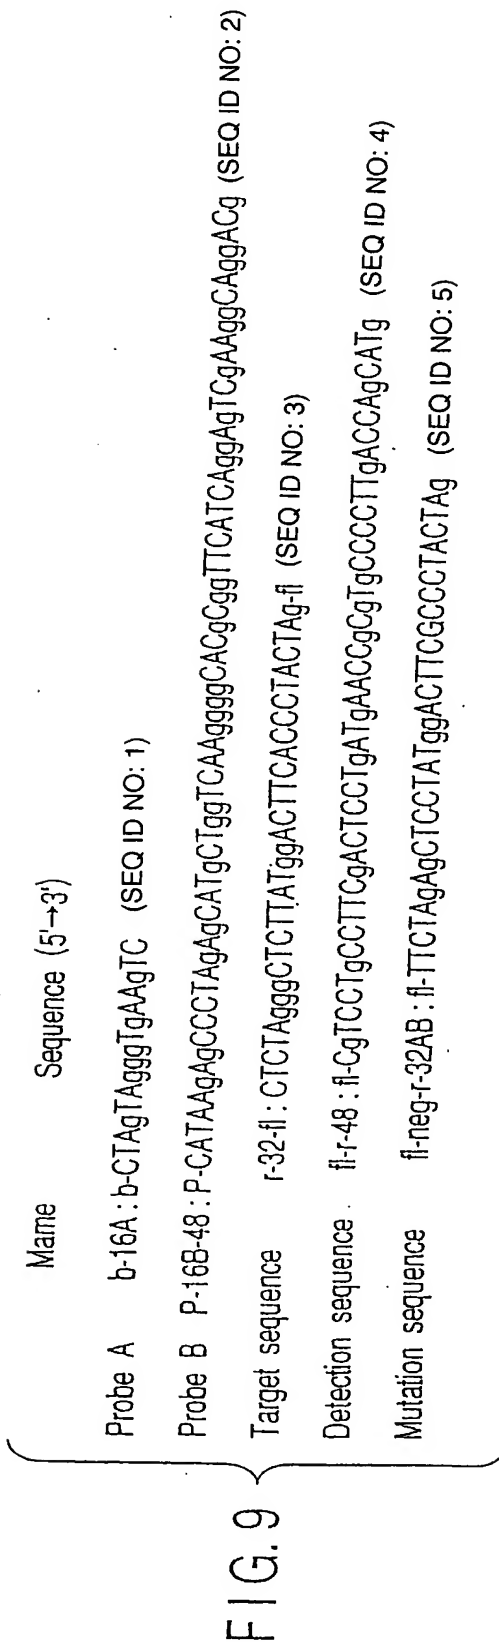 FIG. 9
Mame Sequence (5'→3')
Probe A b-16A : b-CTAgTAgggTgAAgTC (SEQ ID NO: 1)
Probe B P-16B-48 : P-CATAAgAgCCCTAgAgCATgCTggTCAAggggCACgCggTTCATCAggAgTCgAAggCAggACg (SEQ ID NO: 2)
Target sequence r-32-fl : CTCTAgggCTCTTATggACTTCACCCTACTAg-fl (SEQ ID NO: 3)
Detection sequence fl-r-48 : fl-CgTCCTgCCTTCgACTCCTgATgAACCgCgTgCCCCTTgACCAgCATg (SEQ ID NO: 4)
Mutation sequence fl-neg-r-32AB : fl-TTCTAgAgCTCCTATggACTTCGCCCTACTAg (SEQ ID NO: 5)